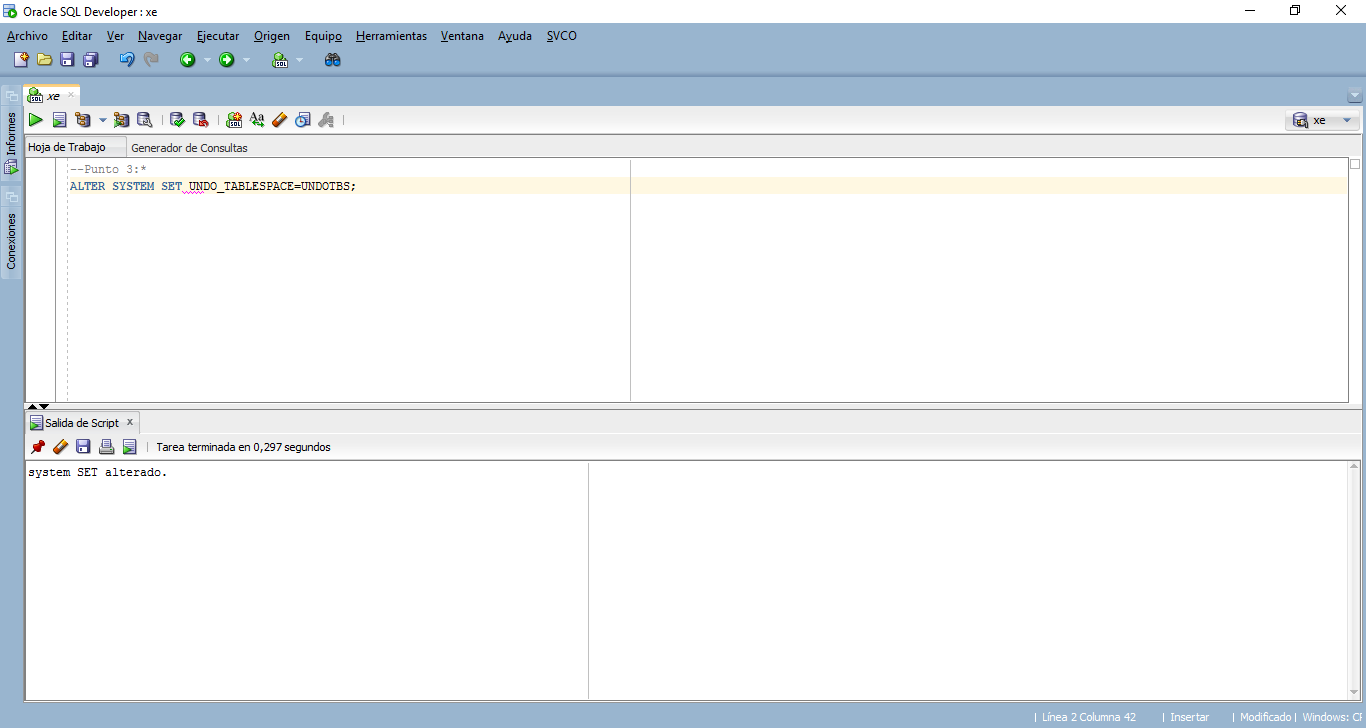 Oracle SQL Developer : xe
Archivo Editar Ver Navegar Ejecutar Origen Equipo Herramientas Ventana Ayuda SVCO
xe
xe
Informes
Conexiones
Hoja de Trabajo Generador de Consultas
--Punto 3:*
ALTER SYSTEM SET UNDO_TABLESPACE=UNDOTBS;
Salida de Script x
Tarea terminada en 0,297 segundos
system SET alterado.
| Línea 2 Columna 42 | Insertar | Modificado | Windows: